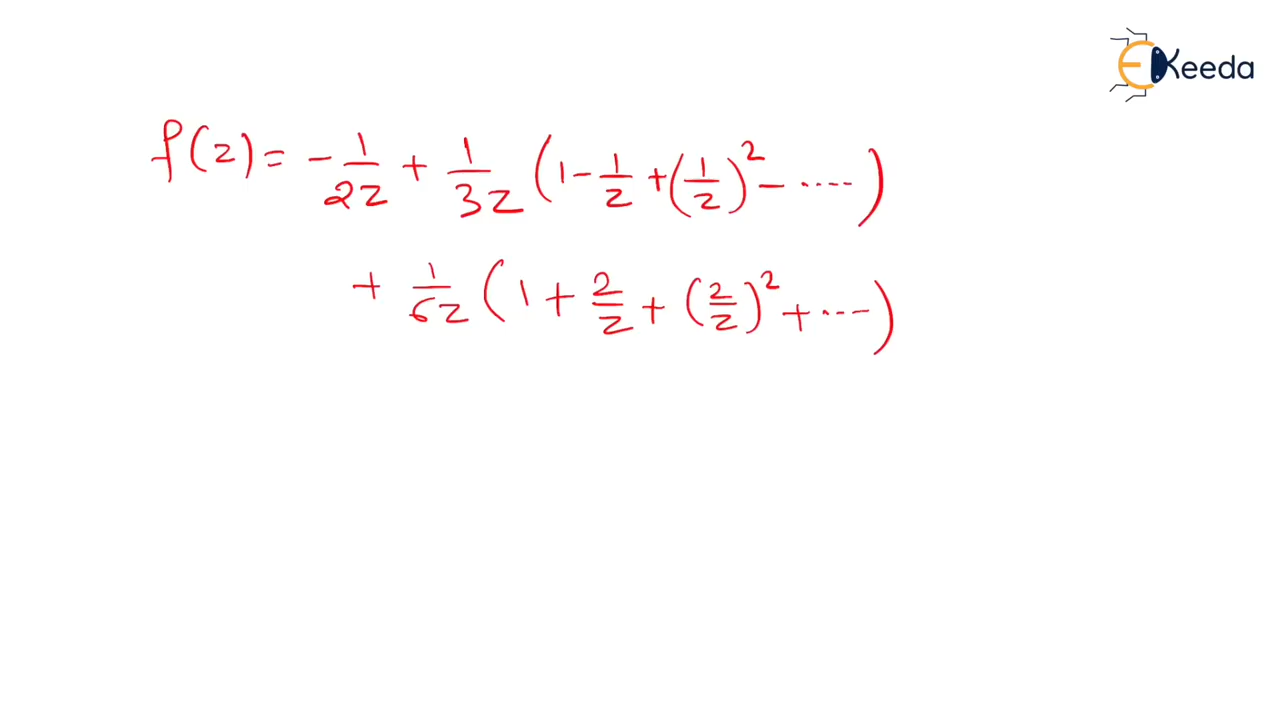 EKeeda
f(z) = - 1/2z + 1/3z (1 - 1/z + (1/z)^2 - ....)
+ 1/6z (1 + 2/z + (2/z)^2 + ....)